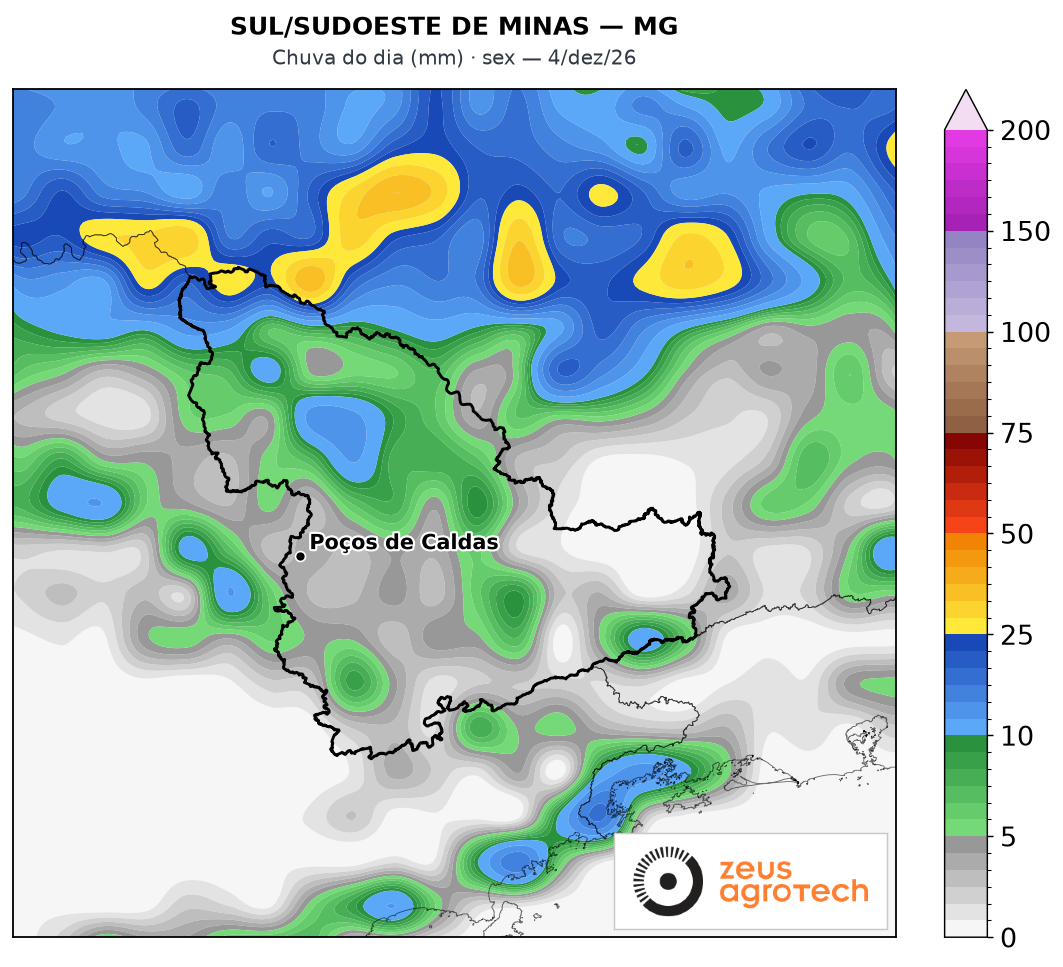 SUL/SUDOESTE DE MINAS — MG
Chuva do dia (mm) · sex — 4/dez/26
200
150
100
75
50
25
10
5
0
Poços de Caldas
zeus
agrotech